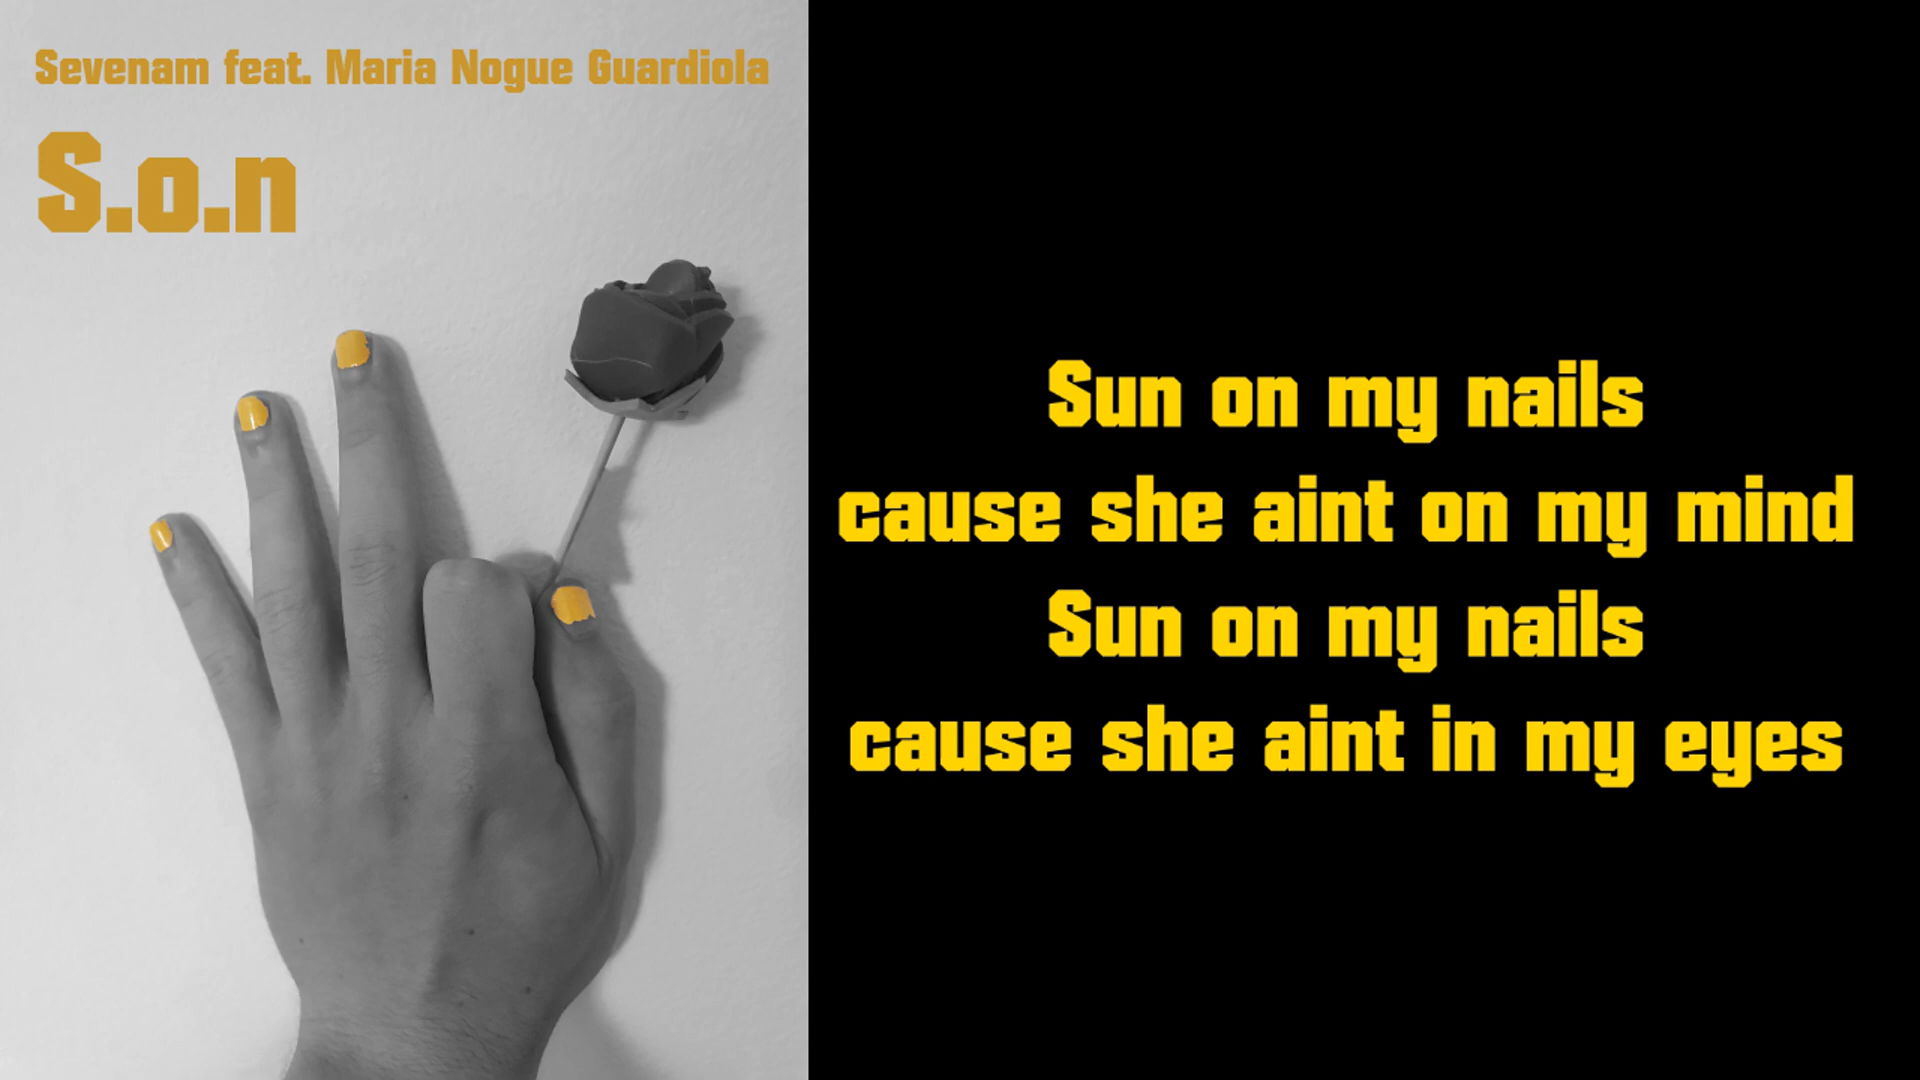 Sevenam feat. Maria Nogue Guardiola
S.o.n
Sun on my nails
cause she aint on my mind
Sun on my nails
cause she aint in my eyes